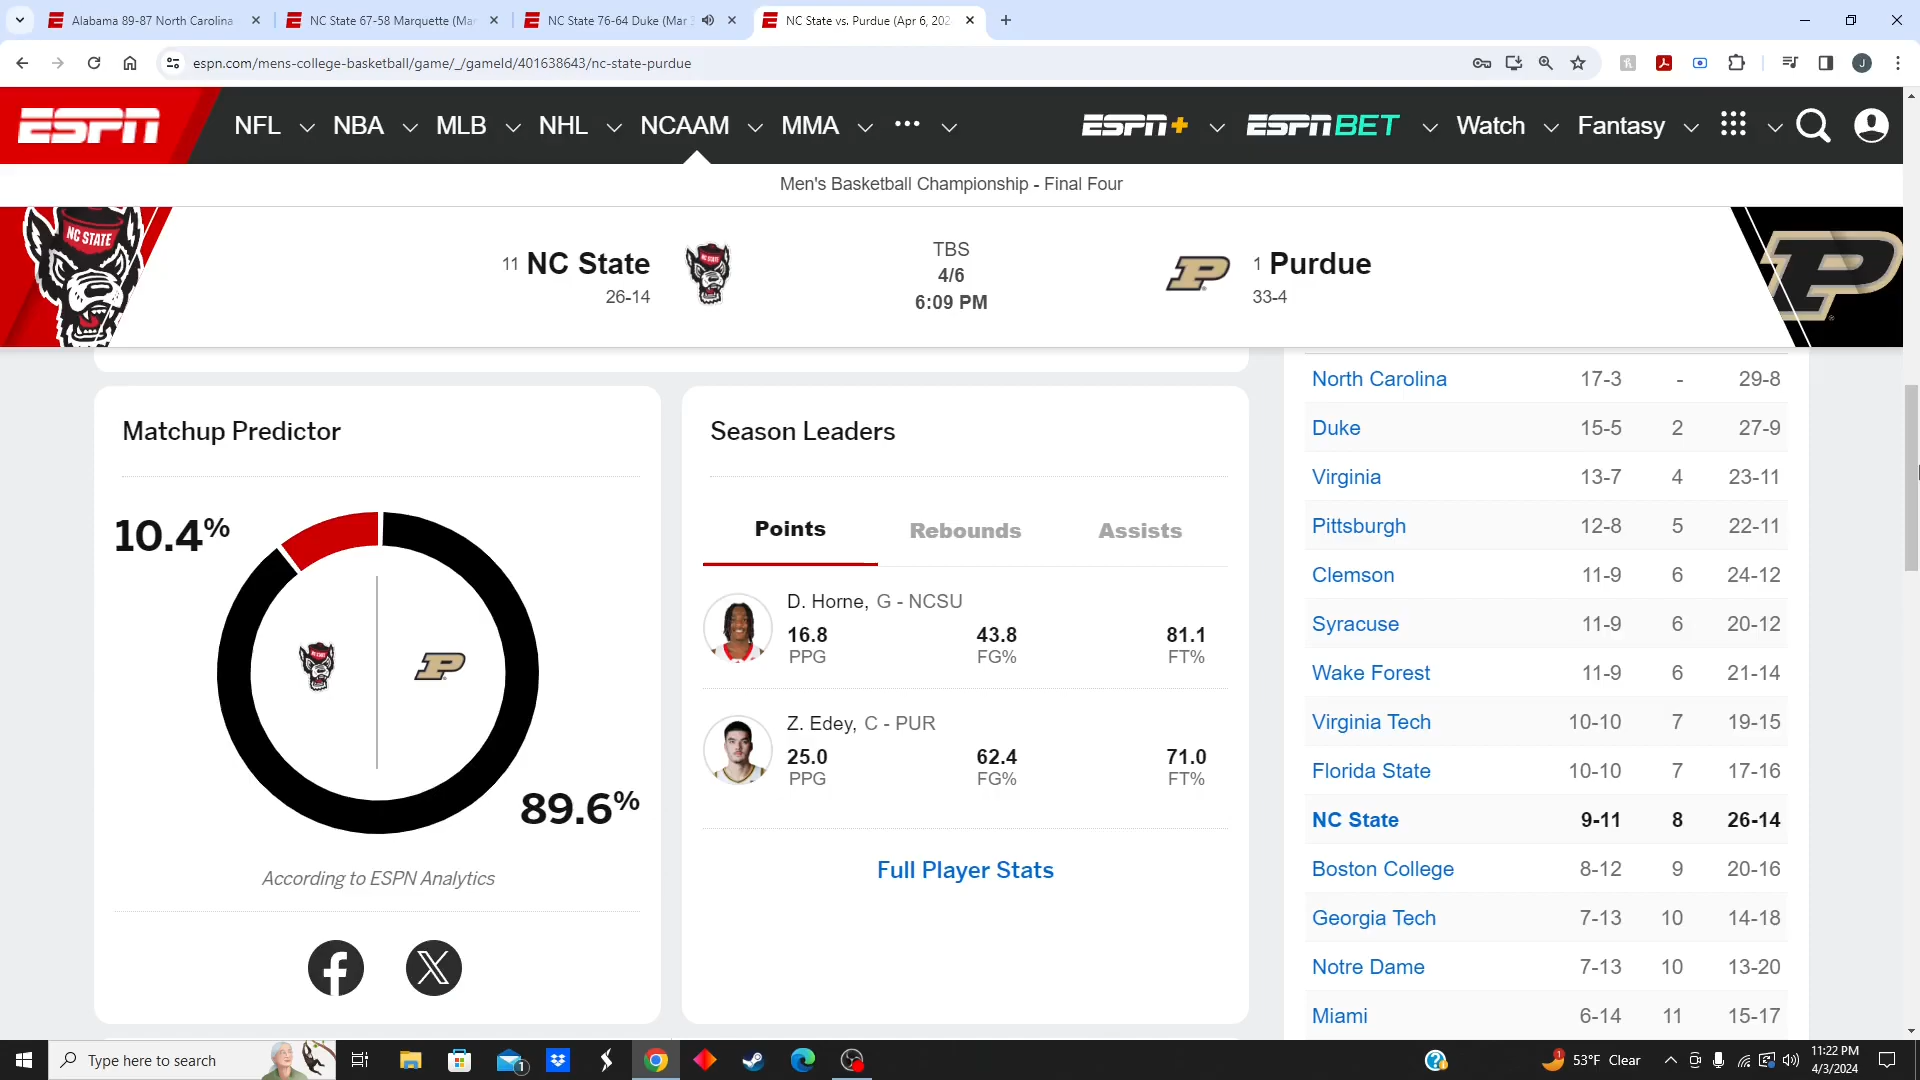 Alabama 89-87 North Carolina
NC State 67-58 Marquette (Mar
NC State 76-64 Duke (Mar 3
NC State vs. Purdue (Apr 6, 202
espn.com/mens-college-basketball/game/_/gameId/401638643/nc-state-purdue
J
ESPN
NFL
NBA
MLB
NHL
NCAAM
MMA
ESPN+
ESPN BET
Watch
Fantasy
Men's Basketball Championship - Final Four
NC STATE
11 NC State
26-14
TBS
4/6
6:09 PM
P
1 Purdue
33-4
P
Matchup Predictor
10.4%
89.6%
According to ESPN Analytics
Season Leaders
Points
Rebounds
Assists
D. Horne, G - NCSU
16.8 43.8 81.1
PPG FG% FT%
Z. Edey, C - PUR
25.0 62.4 71.0
PPG FG% FT%
Full Player Stats
North Carolina 17-3 - 29-8
Duke 15-5 2 27-9
Virginia 13-7 4 23-11
Pittsburgh 12-8 5 22-11
Clemson 11-9 6 24-12
Syracuse 11-9 6 20-12
Wake Forest 11-9 6 21-14
Virginia Tech 10-10 7 19-15
Florida State 10-10 7 17-16
NC State 9-11 8 26-14
Boston College 8-12 9 20-16
Georgia Tech 7-13 10 14-18
Notre Dame 7-13 10 13-20
Miami 6-14 11 15-17
Type here to search
1
1
53°F Clear
11:22 PM
4/3/2024